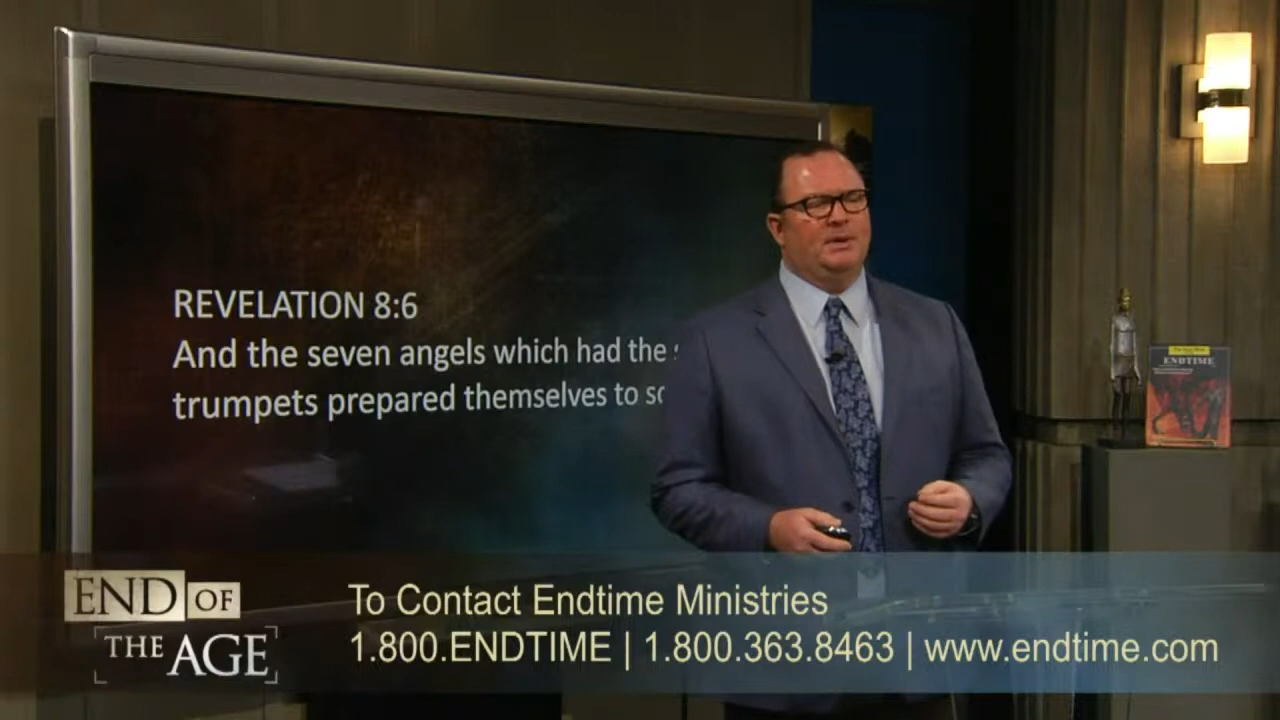 REVELATION 8:6
And the seven angels which had the
trumpets prepared themselves to
ENDTIME
END OF
THE AGE
To Contact Endtime Ministries
1.800.ENDTIME | 1.800.363.8463 | www.endtime.com